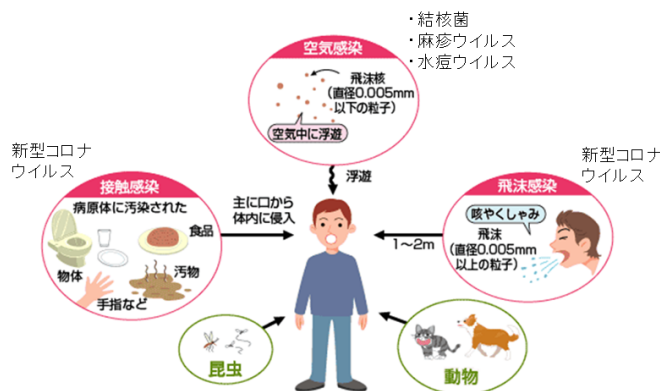 ・結核菌
・麻疹ウイルス
・水痘ウイルス
空気感染
飛沫核
(直径0.005mm
以下の粒子)
空気中に浮遊
浮遊
新型コロナ
ウイルス
接触感染
病原体に汚染された
食品
物体
汚物
手指など
主に口から
体内に侵入
新型コロナ
ウイルス
飛沫感染
咳やくしゃみ
飛沫
(直径0.005mm
以上の粒子)
1〜2m
昆虫
動物